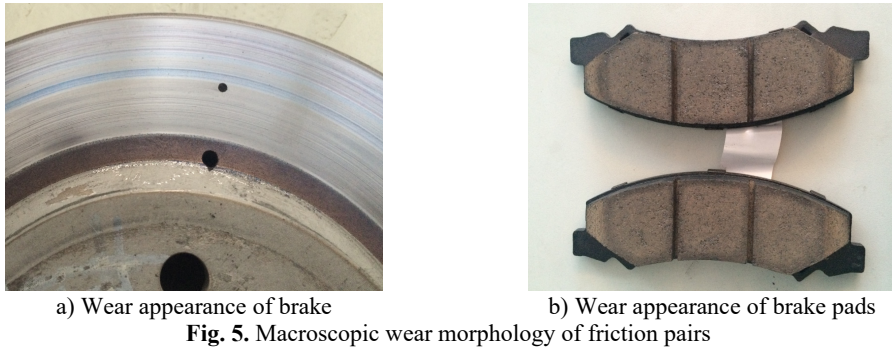 a) Wear appearance of brake
b) Wear appearance of brake pads
Fig. 5. Macroscopic wear morphology of friction pairs